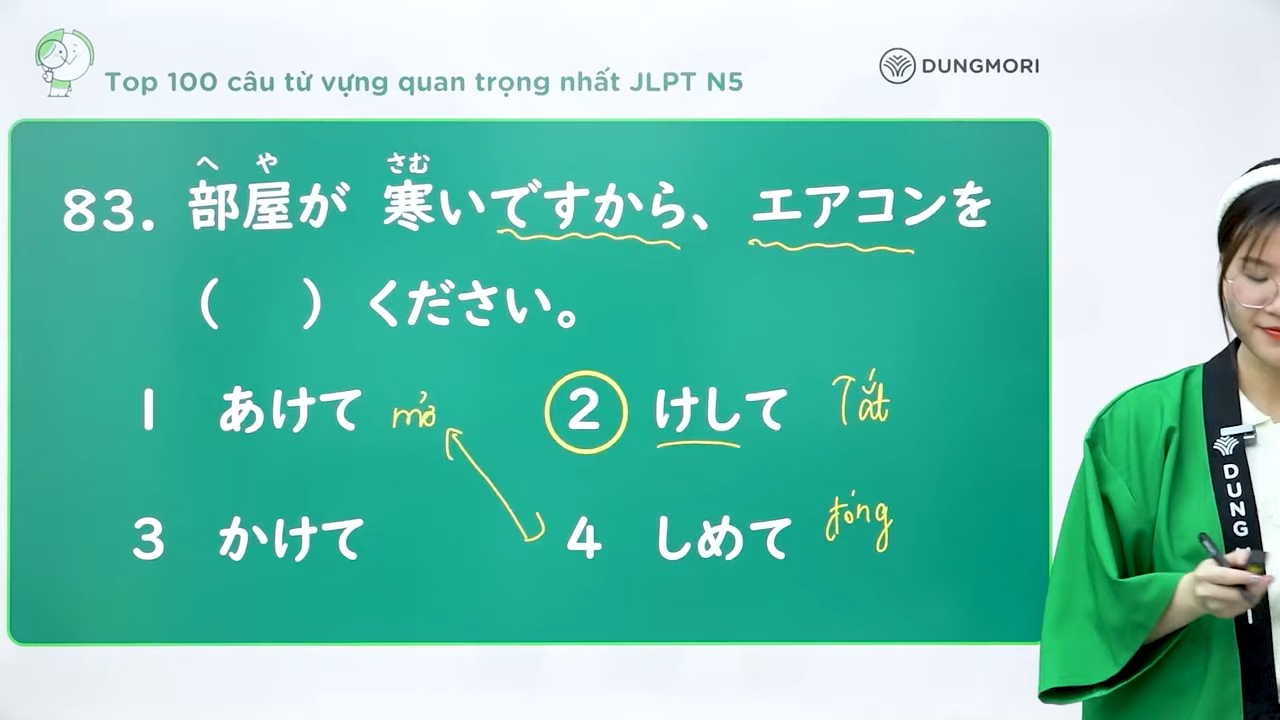 Top 100 câu từ vựng quan trọng nhất JLPT N5
DUNGMORI
へ や さむ
83. 部屋が 寒いですから、 エアコンを
( ) ください。
1 あけて mở
2 けして Tắt
3 かけて
4 しめて đóng
DUNG
I